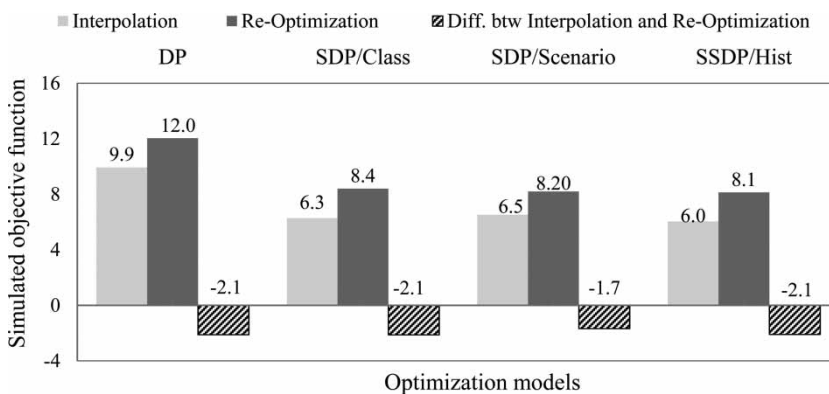 Interpolation Re-Optimization Diff. btw Interpolation and Re-Optimization
DP SDP/Class SDP/Scenario SSDP/Hist
Simulated objective function
16
12
8
4
0
-4
9.9 12.0 -2.1
6.3 8.4 -2.1
6.5 8.20 -1.7
6.0 8.1 -2.1
Optimization models